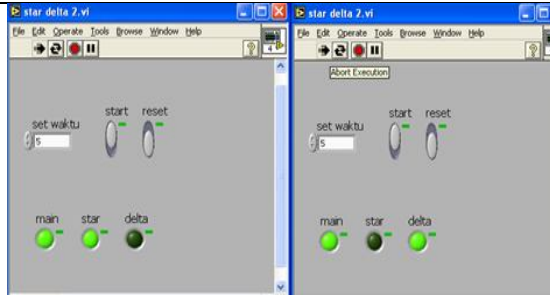 star delta 2.vi
File Edit Operate Tools Browse Window Help
4
start reset
set waktu
5
main star delta
star delta 2.vi
File Edit Operate Tools Browse Window Help
Abort Execution
start reset
set waktu
5
main star delta